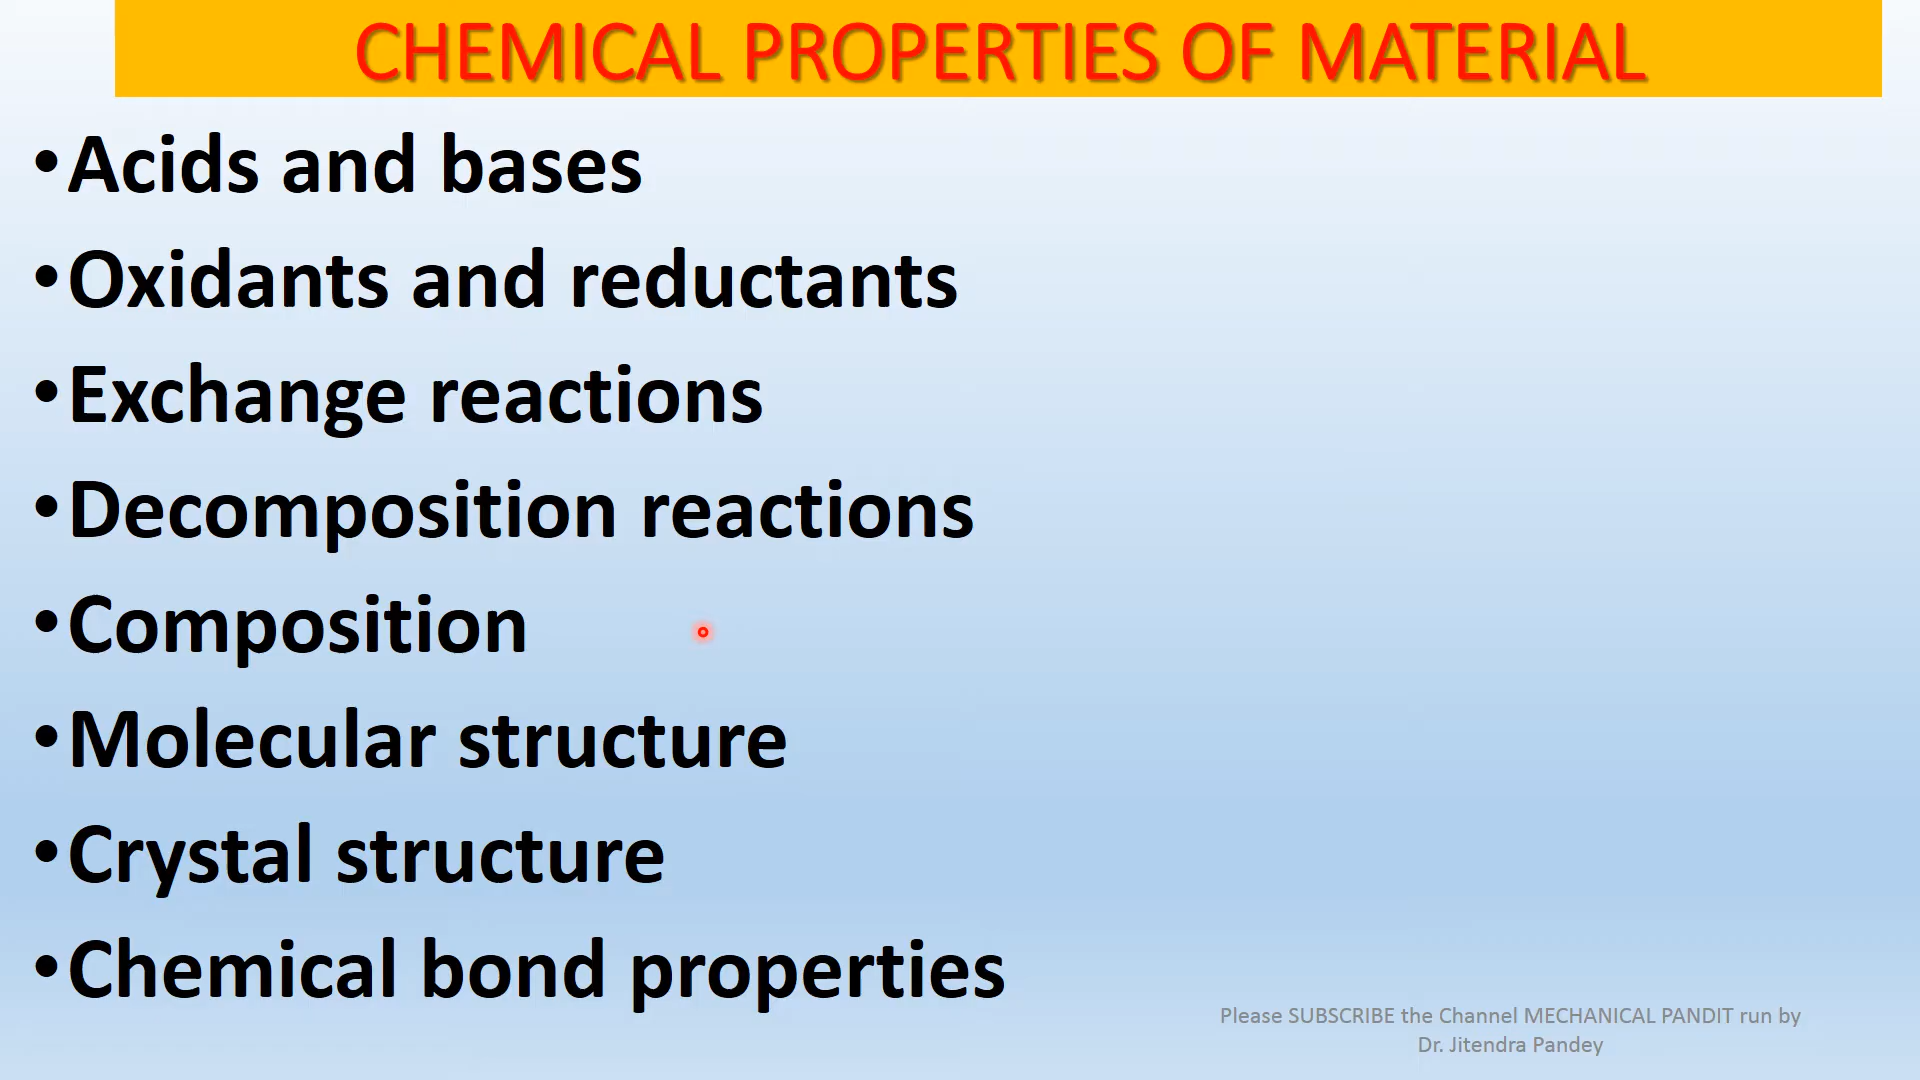 CHEMICAL PROPERTIES OF MATERIAL
•Acids and bases
•Oxidants and reductants
•Exchange reactions
•Decomposition reactions
•Composition
•Molecular structure
•Crystal structure
•Chemical bond properties
Please SUBSCRIBE the Channel MECHANICAL PANDIT run by
Dr. Jitendra Pandey